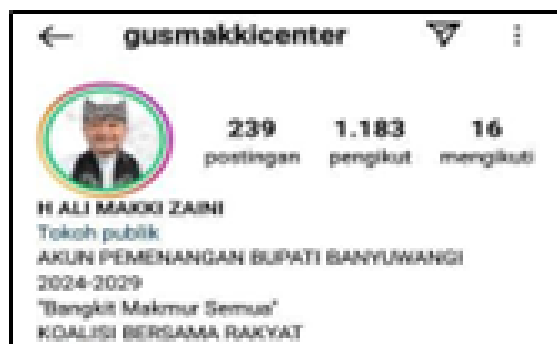 gusmakkicenter
239 1.183 16
postingan pengikut mengikuti
H ALI MAKKI ZAINI
Tokoh publik
AKUN PEMENANGAN BUPATI BANYUWANGI
2024-2029
"Bangkit Makmur Semua"
KOALISI BERSAMA RAKYAT